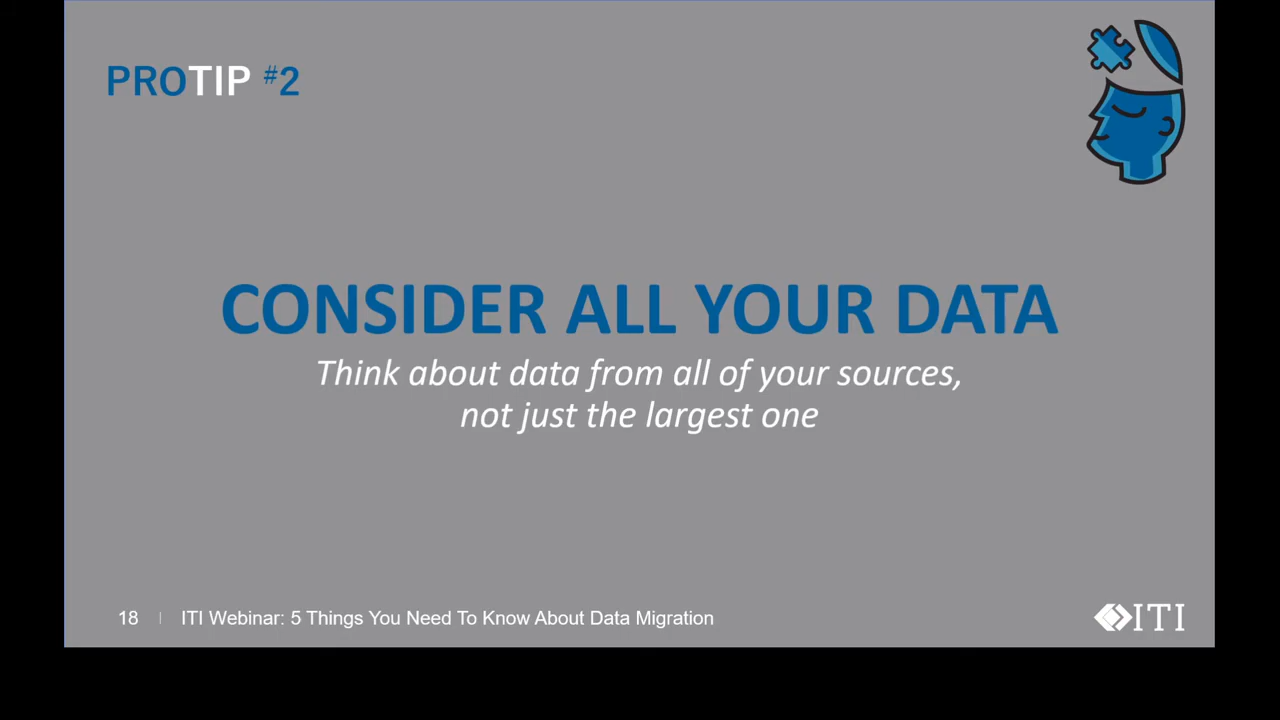 PROTIP #2
CONSIDER ALL YOUR DATA
Think about data from all of your sources,
not just the largest one
18 | ITI Webinar: 5 Things You Need To Know About Data Migration
ITI